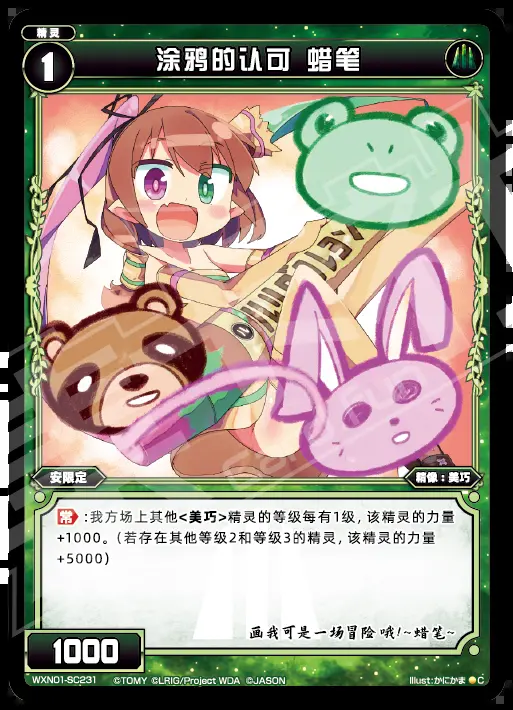 精灵
1
涂鸦的认可 蜡笔
安限定
精像：美巧
常：我方场上其他<美巧>精灵的等级每有1级，该精灵的力量
+1000。（若存在其他等级2和等级3的精灵，该精灵的力量
+5000）
画我可是一场冒险哦！~蜡笔~
1000
WXN01-SC231 ©TOMY ©LRIG/Project WDA ©JASON
Illust:かにかま C